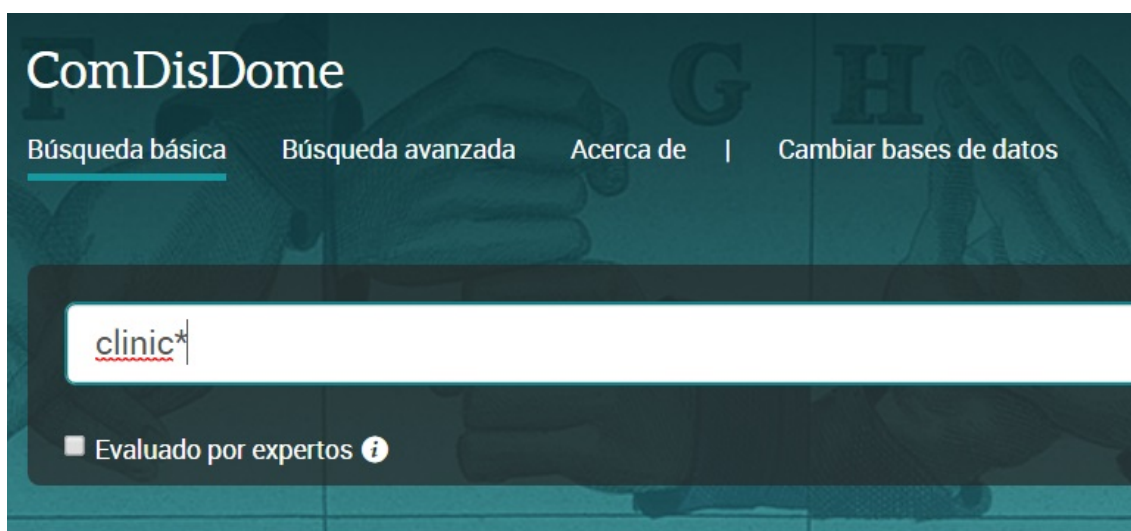 ComDisDome
F G H
Búsqueda básica Búsqueda avanzada Acerca de | Cambiar bases de datos
clinic*
Evaluado por expertos i